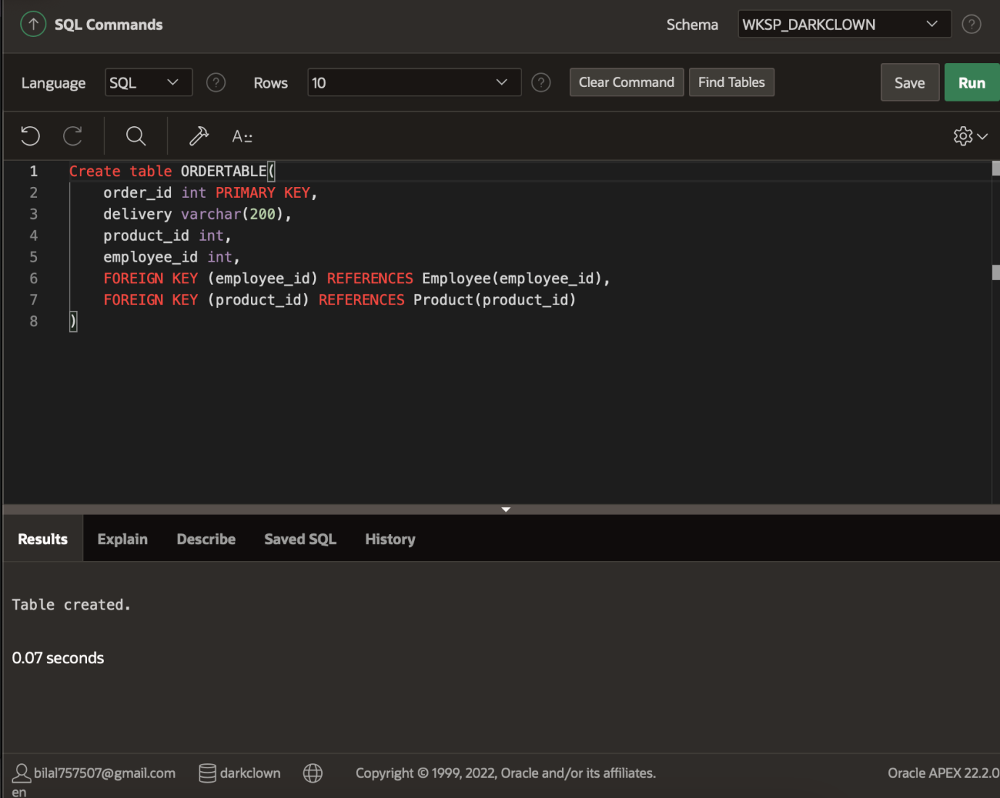 SQL Commands
Schema WKSP_DARKCLOWN ?
Language SQL ? Rows 10 ? Clear Command Find Tables Save Run
A
1 Create table ORDERTABLE(
2 order_id int PRIMARY KEY,
3 delivery varchar(200),
4 product_id int,
5 employee_id int,
6 FOREIGN KEY (employee_id) REFERENCES Employee(employee_id),
7 FOREIGN KEY (product_id) REFERENCES Product(product_id)
8 )
Results Explain Describe Saved SQL History
Table created.
0.07 seconds
bilal757507@gmail.com darkclown Copyright © 1999, 2022, Oracle and/or its affiliates. Oracle APEX 22.2.0
en